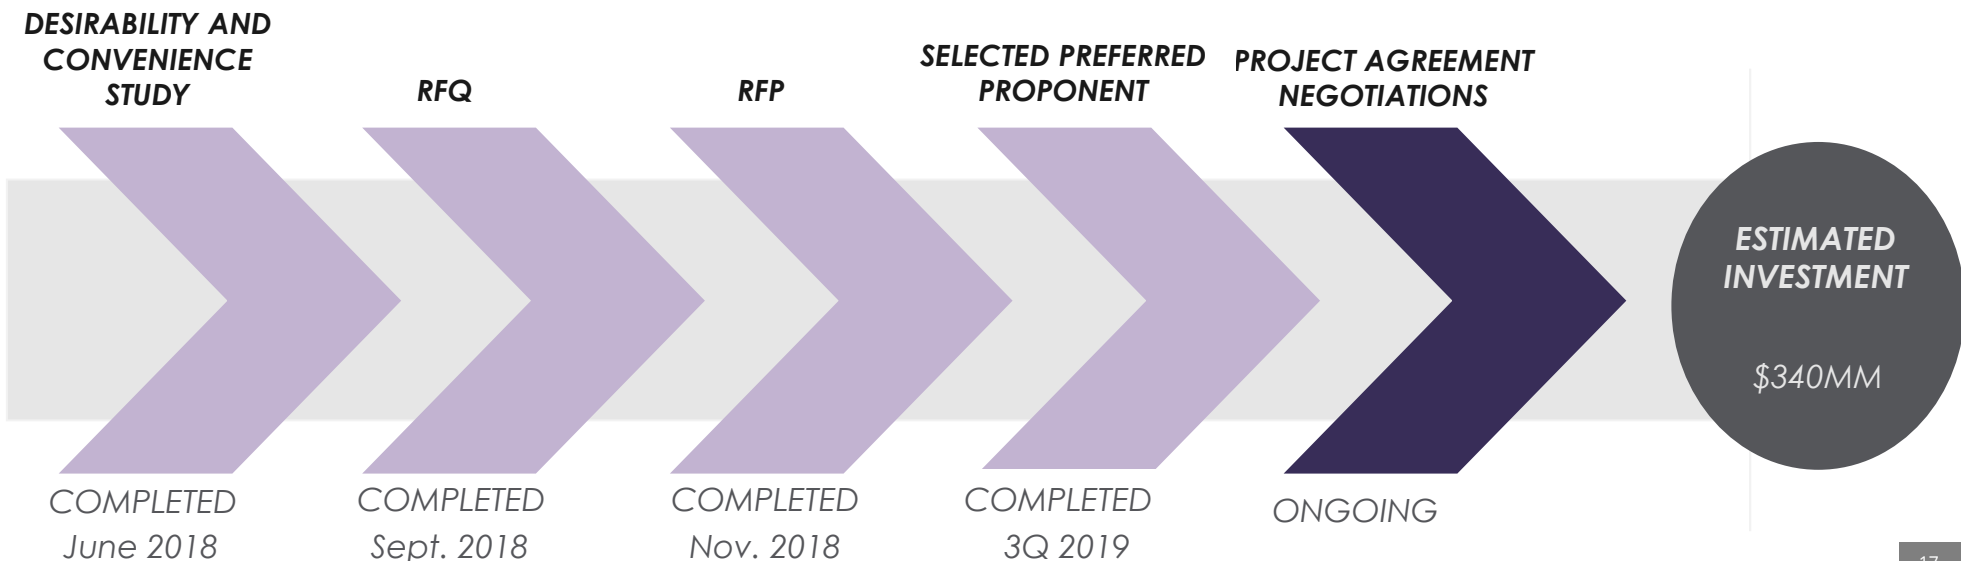 DESIRABILITY AND
CONVENIENCE
STUDY
RFQ
RFP
SELECTED PREFERRED
PROPONENT
PROJECT AGREEMENT
NEGOTIATIONS
COMPLETED
June 2018
COMPLETED
Sept. 2018
COMPLETED
Nov. 2018
COMPLETED
3Q 2019
ONGOING
ESTIMATED
INVESTMENT
$340MM
17